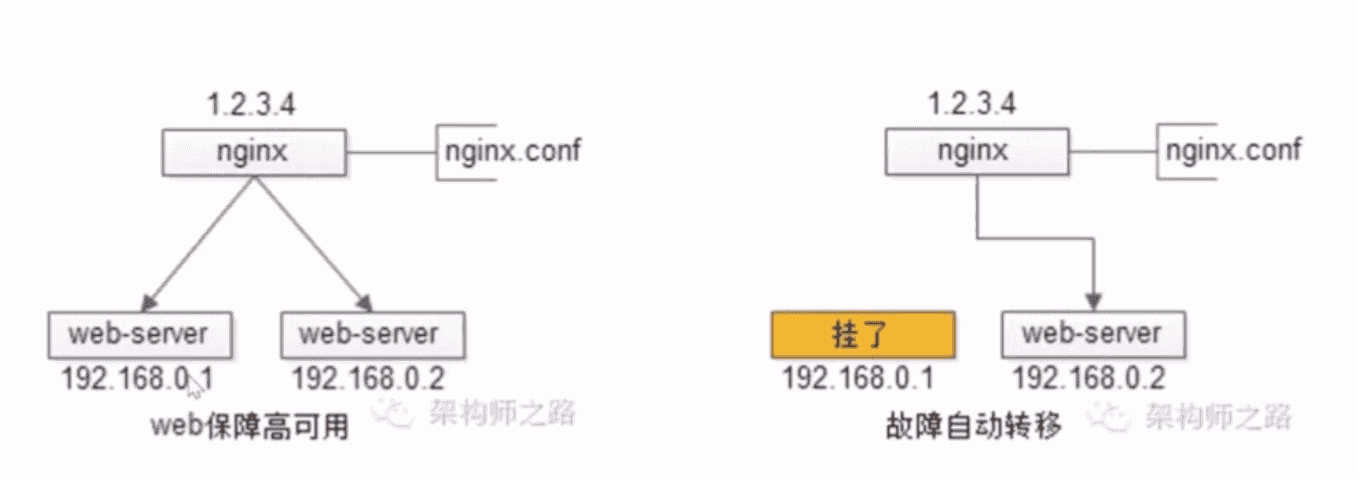 1.2.3.4
nginx
nginx.conf
web-server
web-server
192.168.0.1
192.168.0.2
web保障高可用
架构师之路
1.2.3.4
nginx
nginx.conf
挂了
web-server
192.168.0.1
192.168.0.2
故障自动转移
架构师之路